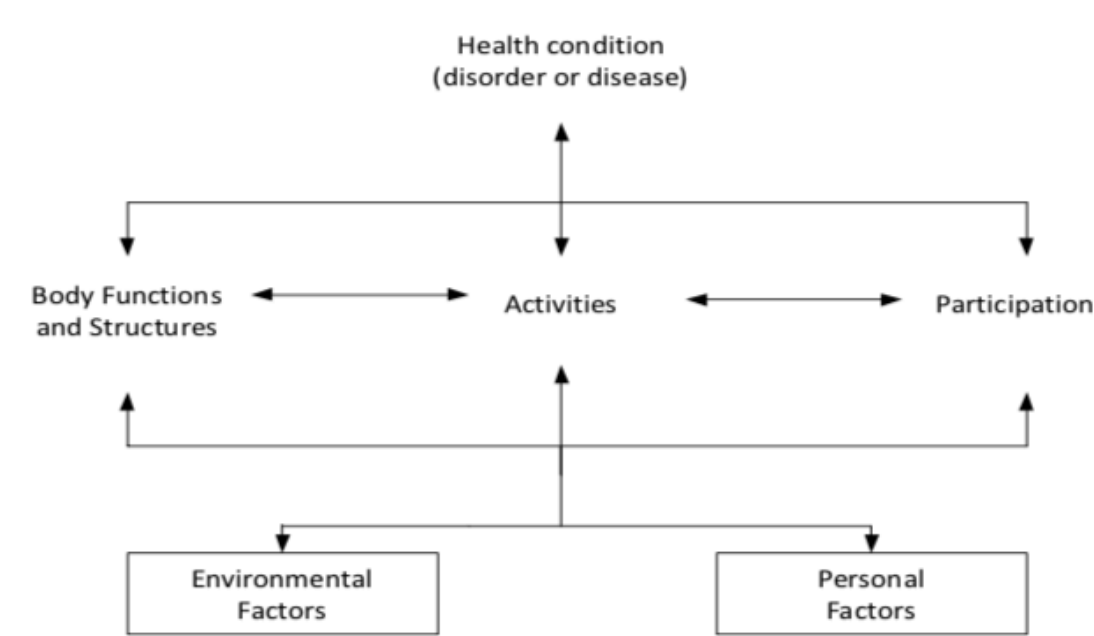 Health condition
(disorder or disease)
Body Functions
and Structures
Activities
Participation
Environmental
Factors
Personal
Factors